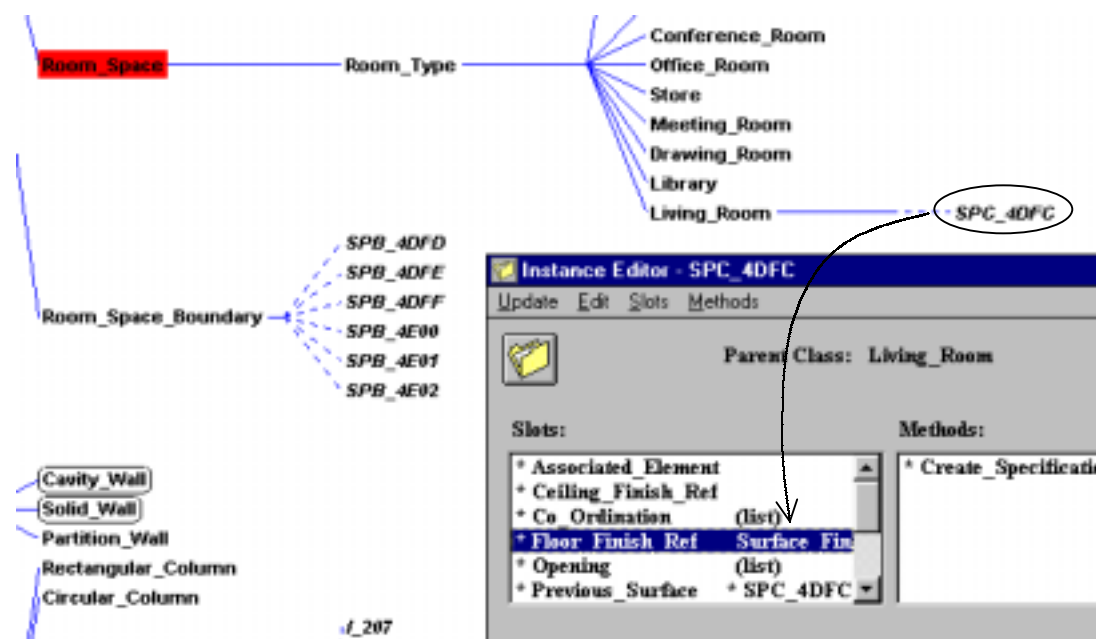 Conference_Room
Room_Space
Room_Type
Office_Room
Store
Meeting_Room
Drawing_Room
Library
Living_Room
SPC_4DFC
SPB_4DFD
SPB_4DFE
SPB_4DFF
Room_Space_Boundary
SPB_4E00
SPB_4E01
SPB_4E02
Instance Editor - SPC_4DFC
Update Edit Slots Methods
Parent Class: Living_Room
Slots:
Methods:
* Associated_Element
* Ceiling_Finish_Ref
* Co_Ordination (list)
* Floor_Finish_Ref Surface_Fin
* Opening (list)
* Previous_Surface * SPC_4DFC
* Create_Specificatio
Cavity_Wall
Solid_Wall
Partition_Wall
Rectangular_Column
Circular_Column